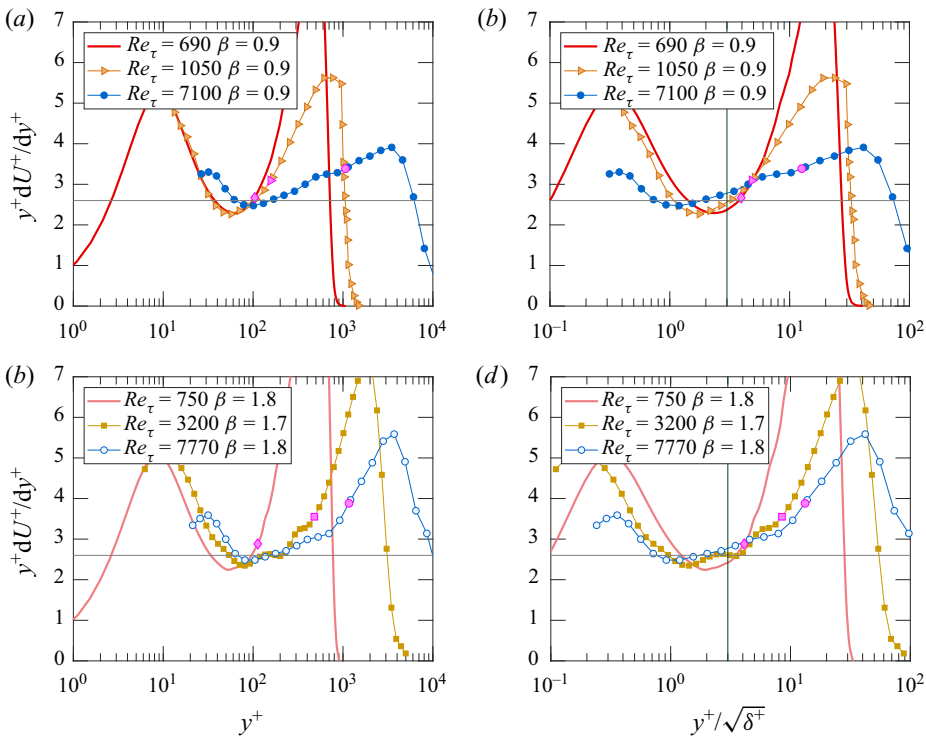 (a)
7
6
5
4
3
2
1
0
y⁺dU⁺/dy⁺
Re_τ = 690 β = 0.9
Re_τ = 1050 β = 0.9
Re_τ = 7100 β = 0.9
10⁰ 10¹ 10² 10³ 10⁴
(b)
7
6
5
4
3
2
1
0
Re_τ = 690 β = 0.9
Re_τ = 1050 β = 0.9
Re_τ = 7100 β = 0.9
10⁻¹ 10⁰ 10¹ 10²
(b)
7
6
5
4
3
2
1
0
y⁺dU⁺/dy⁺
Re_τ = 750 β = 1.8
Re_τ = 3200 β = 1.7
Re_τ = 7770 β = 1.8
10⁰ 10¹ 10² 10³ 10⁴
y⁺
(d)
7
6
5
4
3
2
1
0
Re_τ = 750 β = 1.8
Re_τ = 3200 β = 1.7
Re_τ = 7770 β = 1.8
10⁻¹ 10⁰ 10¹ 10²
y⁺/√δ⁺